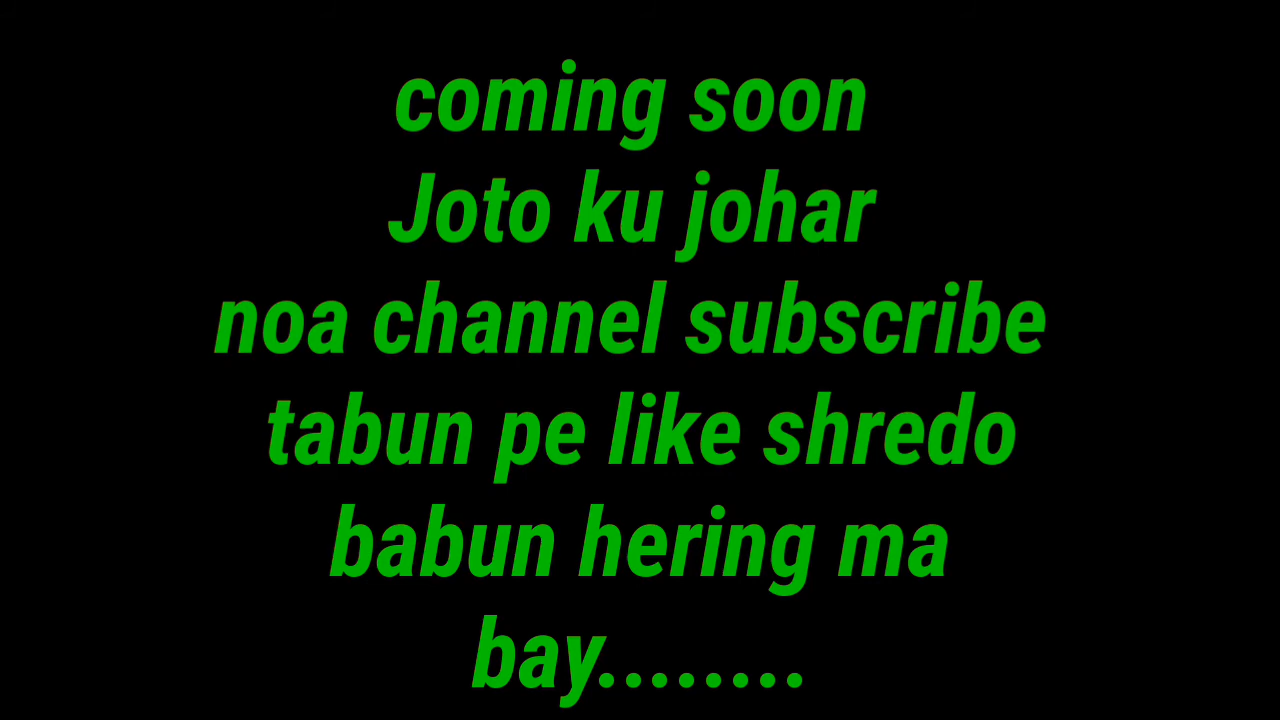 coming soon
Joto ku johar
noa channel subscribe
tabun pe like shredo
babun hering ma
bay........